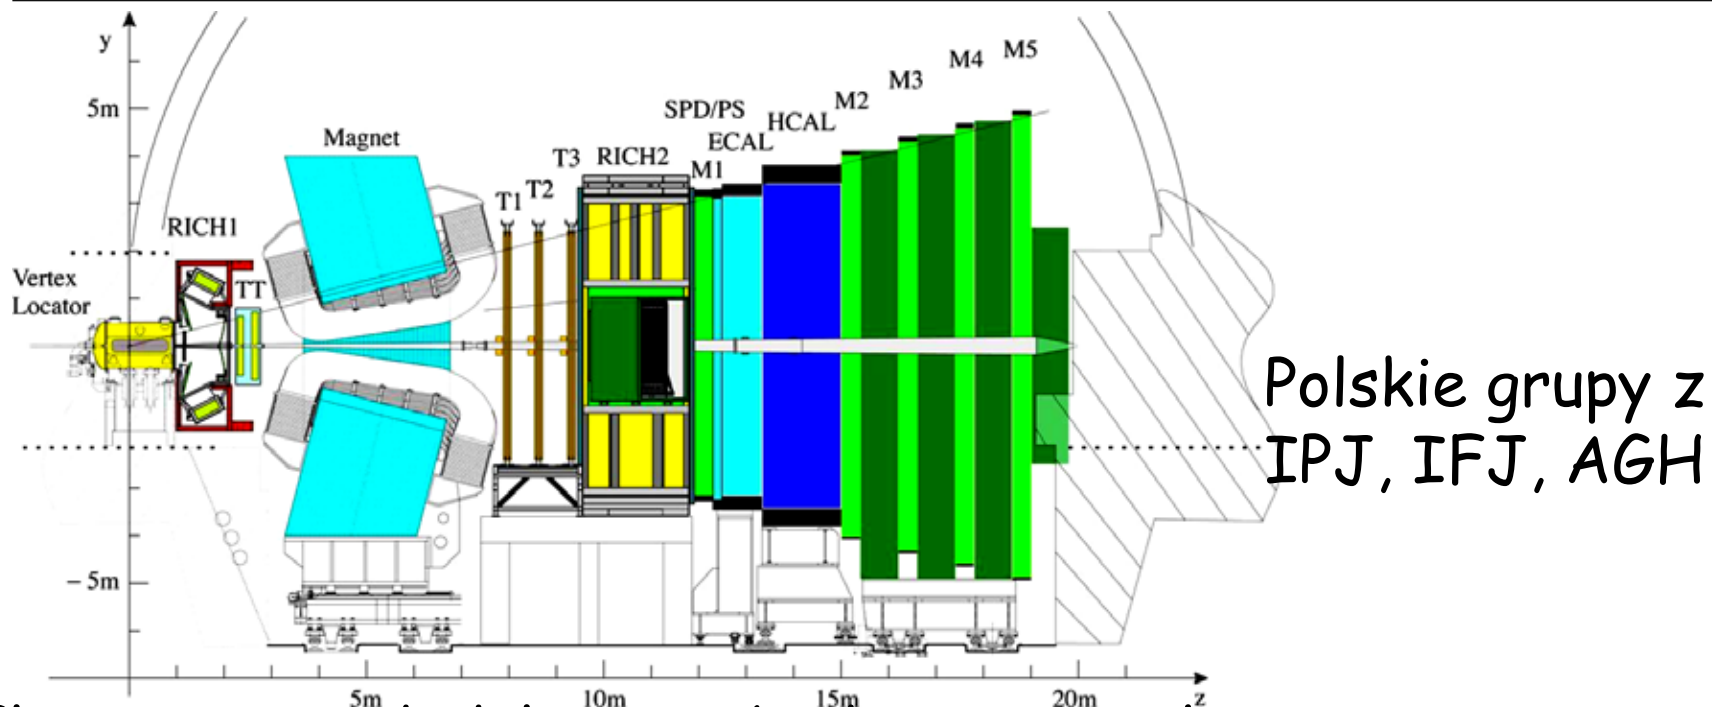 y
5m
M5
M4
M3
M2
SPD/PS
HCAL
ECAL
Magnet
T3
RICH2
M1
T2
T1
RICH1
Vertex
Locator
TT
Polskie grupy z
IPJ, IFJ, AGH
– 5m
5m
10m
15m
20m
z